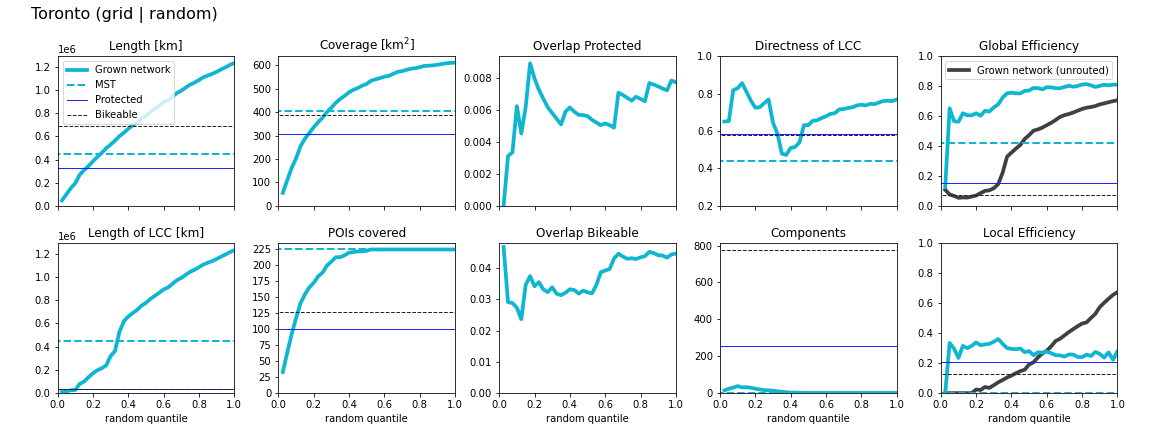 Toronto (grid | random)
Length [km]
Coverage [km²]
Overlap Protected
Directness of LCC
Global Efficiency
1e6
Grown network
MST
Protected
Bikeable
Grown network (unrouted)
1.2
1.0
0.8
0.6
0.4
0.2
0.0
600
500
400
300
200
100
0
0.008
0.006
0.004
0.002
0.000
1.0
0.8
0.6
0.4
0.2
1.0
0.8
0.6
0.4
0.2
0.0
Length of LCC [km]
POIs covered
Overlap Bikeable
Components
Local Efficiency
1e6
1.2
1.0
0.8
0.6
0.4
0.2
0.0
225
200
175
150
125
100
75
50
25
0
0.04
0.03
0.02
0.01
0.00
800
600
400
200
0
1.0
0.8
0.6
0.4
0.2
0.0
0.0 0.2 0.4 0.6 0.8 1.0
0.0 0.2 0.4 0.6 0.8 1.0
0.0 0.2 0.4 0.6 0.8 1.0
0.0 0.2 0.4 0.6 0.8 1.0
0.0 0.2 0.4 0.6 0.8 1.0
random quantile
random quantile
random quantile
random quantile
random quantile